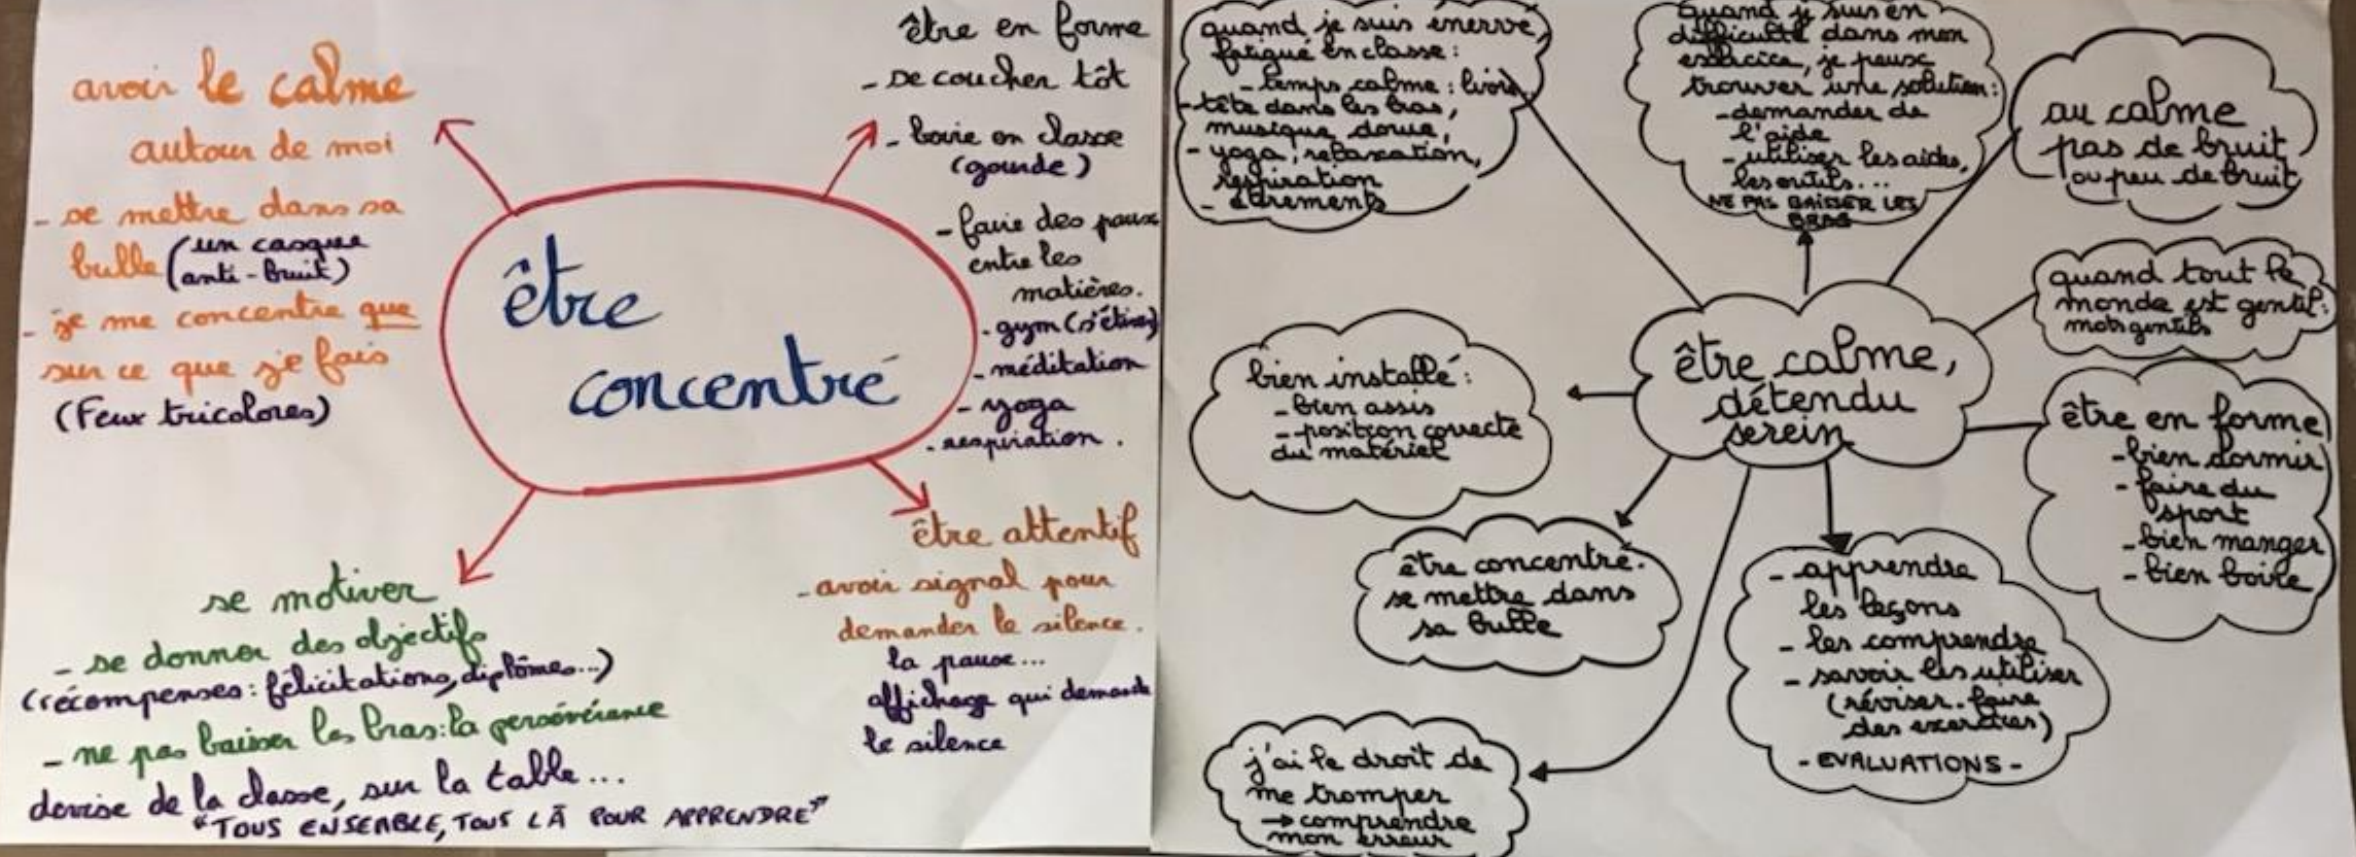 avoir le calme
autour de moi
- se mettre dans sa
bulle (un casque
anti-bruit)
- je me concentre que
sur ce que je fais
(Feux tricolores)
être en forme
- se coucher tôt
- boire en classe
(gourde)
- faire des pauses
entre les
matières.
- gym (s'étirer)
- méditation
- yoga
- respiration.
être
concentré
se motiver
- se donner des objectifs
(récompenses: félicitations, diplômes...)
- ne pas baisser les bras: la persévérance
devise de la classe, sur la table...
"TOUS ENSEMBLE, TOUS LÀ POUR APPRENDRE"
être attentif
- avoir signal pour
demander le silence.
la pause...
affichage qui demande
le silence
quand je suis énervé,
fatigué en classe:
- temps calme: livre,
- tête dans les bras,
musique douce,
- yoga, relaxation,
respiration
- étirements
quand je suis en
difficulté dans mon
exercice, je peux
trouver une solution:
- demander de
l'aide
- utiliser les aides,
les outils...
NE PAS BAISSER LES
BRAS
au calme
pas de bruit
ou peu de bruit
quand tout le
monde est gentil:
mots gentils
bien installé:
- bien assis
- position correcte
du matériel
être calme,
détendu
serein
être en forme
- bien dormir
- faire du
sport
- bien manger
- bien boire
être concentré.
se mettre dans
sa bulle
- apprendre
les leçons
- les comprendre
- savoir les utiliser
(réviser. faire
des exercices)
- EVALUATIONS -
j'ai le droit de
me tromper
→ comprendre
mon erreur